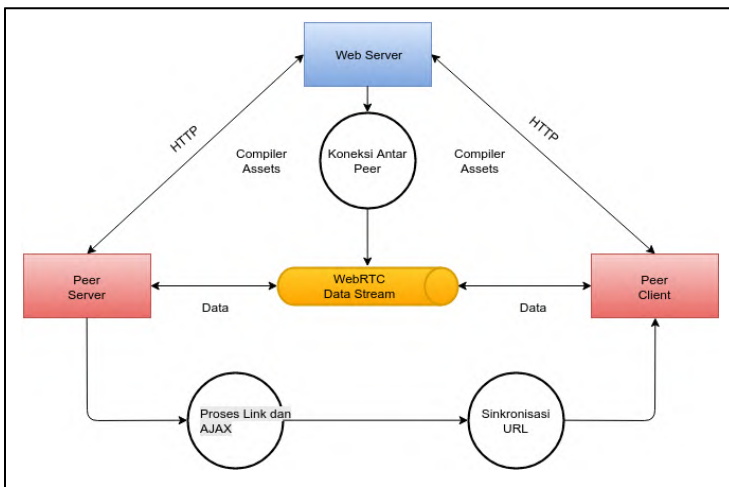 Web Server
HTTP
HTTP
Compiler
Assets
Koneksi Antar
Peer
Compiler
Assets
Peer
Server
WebRTC
Data Stream
Peer
Client
Data
Data
Proses Link dan
AJAX
Sinkronisasi
URL